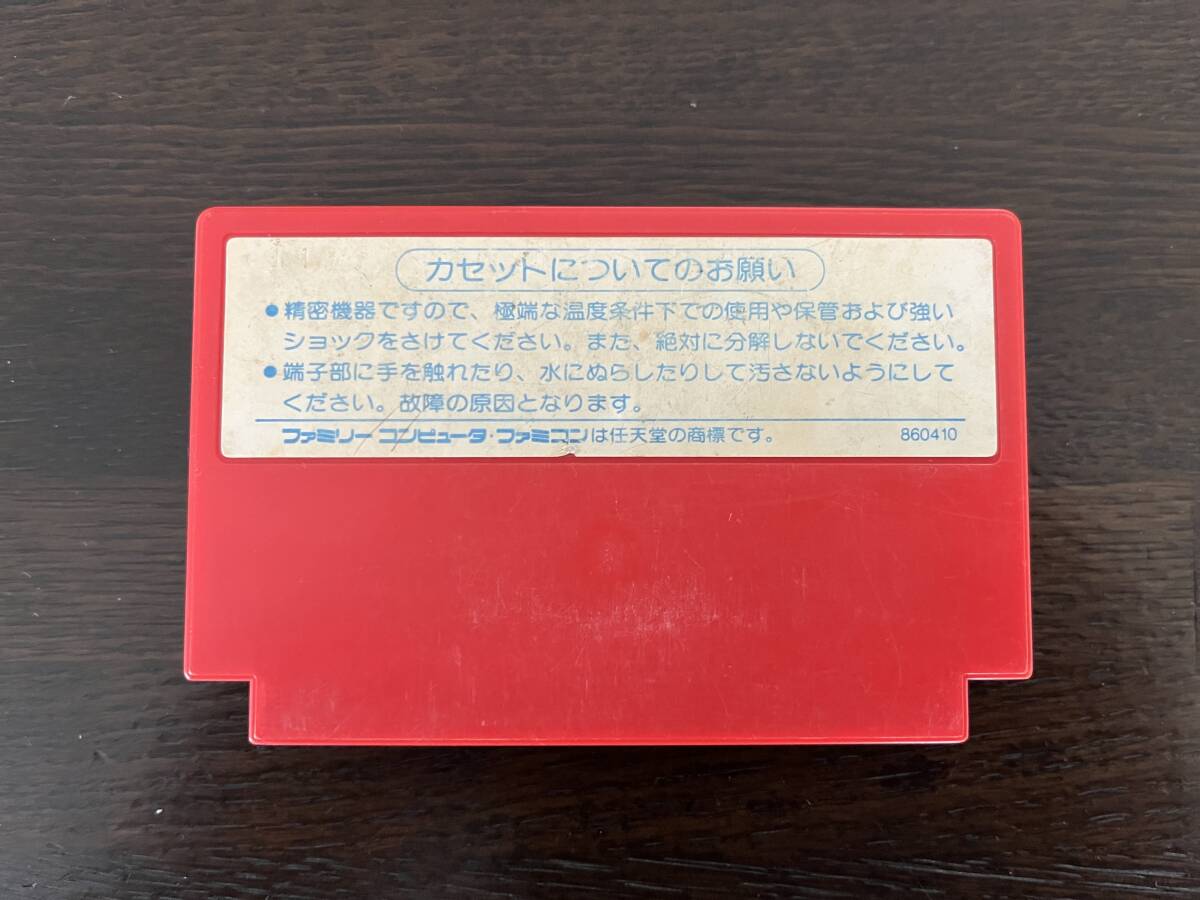 カセットについてのお願い
●精密機器ですので、極端な温度条件下での使用や保管および強い
ショックをさけてください。また、絶対に分解しないでください。
●端子部に手を触れたり、水にぬらしたりして汚さないようにして
ください。故障の原因となります。
ファミリーコンピュータ・ファミコンは任天堂の商標です。 860410